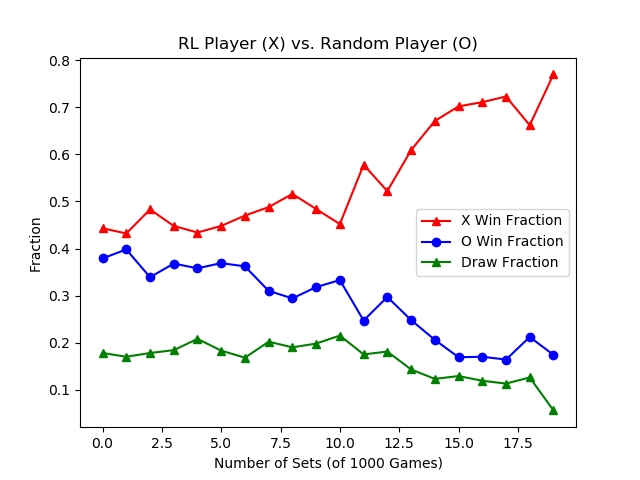 RL Player (X) vs. Random Player (O)
0.8
0.7
0.6
0.5
0.4
0.3
0.2
0.1
Fraction
X Win Fraction
O Win Fraction
Draw Fraction
0.0 2.5 5.0 7.5 10.0 12.5 15.0 17.5
Number of Sets (of 1000 Games)